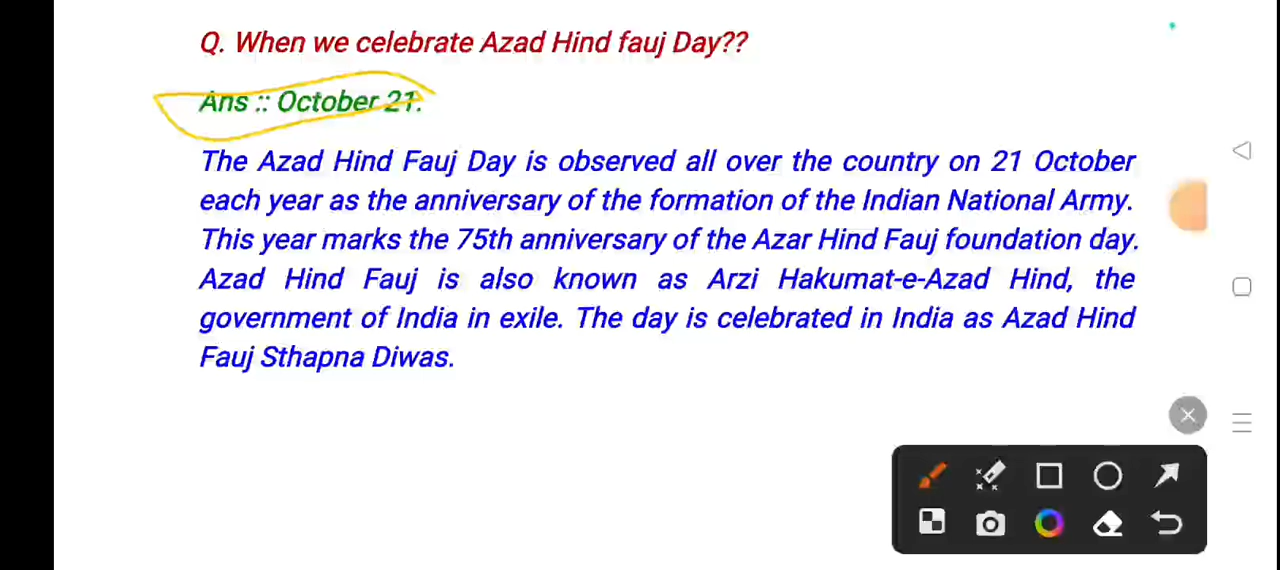 Q. When we celebrate Azad Hind fauj Day??
Ans :: October 21.
The Azad Hind Fauj Day is observed all over the country on 21 October
each year as the anniversary of the formation of the Indian National Army.
This year marks the 75th anniversary of the Azar Hind Fauj foundation day.
Azad Hind Fauj is also known as Arzi Hakumat-e-Azad Hind, the
government of India in exile. The day is celebrated in India as Azad Hind
Fauj Sthapna Diwas.